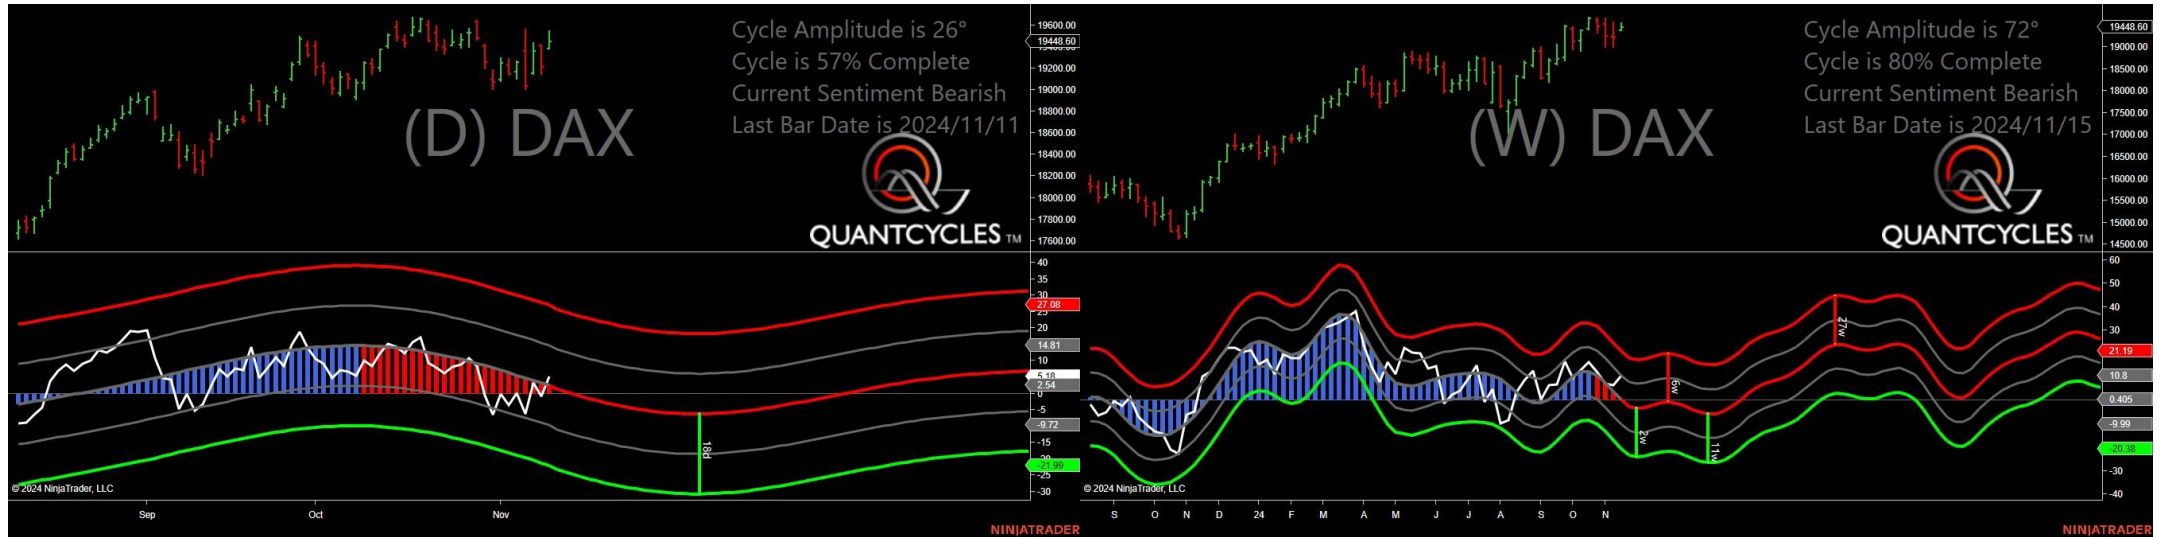 Cycle Amplitude is 26°
Cycle is 57% Complete
Current Sentiment Bearish
Last Bar Date is 2024/11/11
(D) DAX
QUANTCYCLES TM
19600.00
19448.60
19200.00
19000.00
18800.00
18600.00
18400.00
18200.00
18000.00
17800.00
17600.00
40
35
30
27.08
25
20
14.81
10
5.18
2.54
0
-5
-9.72
-15
-21.99
-25
-30
18d
© 2024 NinjaTrader, LLC
Sep Oct Nov
NINJATRADER
Cycle Amplitude is 72°
Cycle is 80% Complete
Current Sentiment Bearish
Last Bar Date is 2024/11/15
(W) DAX
QUANTCYCLES TM
19448.60
19000.00
18500.00
18000.00
17500.00
17000.00
16500.00
16000.00
15500.00
15000.00
14500.00
60
50
40
30
21.19
10.8
0.405
-9.99
-20.38
-30
-40
27w
6w
2w
11w
© 2024 NinjaTrader, LLC
S O N D 24 F M A M J J A S O N
NINJATRADER